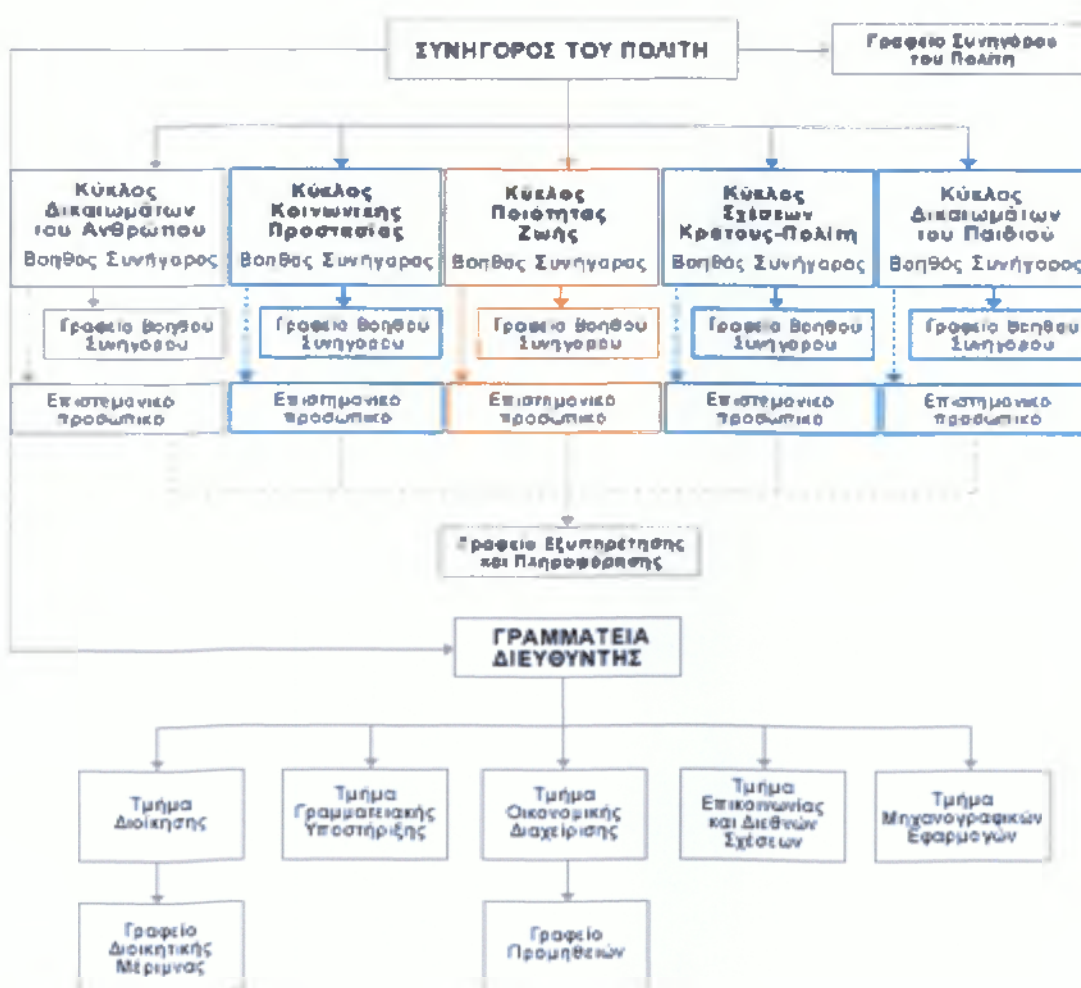 ΣΥΝΗΓΟΡΟΣ ΤΟΥ ΠΟΛΙΤΗ
Γραφείο Συνηγόρου
του Πολίτη
Κύκλος
Δικαιωμάτων
του Ανθρώπου
Βοηθός Συνήγορος
Κύκλος
Κοινωνικής
Προστασίας
Βοηθός Συνήγορος
Κύκλος
Ποιότητας
Ζωής
Βοηθός Συνήγορος
Κύκλος
Σχέσεων
Κράτους-Πολίτη
Βοηθός Συνήγορος
Κύκλος
Δικαιωμάτων
του Παιδιού
Βοηθός Συνήγορος
Γραφείο Βοηθού
Συνηγόρου
Γραφείο Βοηθού
Συνηγόρου
Γραφείο Βοηθού
Συνηγόρου
Γραφείο Βοηθού
Συνηγόρου
Γραφείο Βοηθού
Συνηγόρου
Επιστημονικό
προσωπικό
Επιστημονικό
προσωπικό
Επιστημονικό
προσωπικό
Επιστημονικό
προσωπικό
Επιστημονικό
προσωπικό
Γραφείο Εξυπηρέτησης
και Πληροφόρησης
ΓΡΑΜΜΑΤΕΙΑ
ΔΙΕΥΘΥΝΤΗΣ
Τμήμα
Διοίκησης
Τμήμα
Γραμματειακής
Υποστήριξης
Τμήμα
Οικονομικής
Διαχείρισης
Τμήμα
Επικοινωνίας
και Διεθνών
Σχέσεων
Τμήμα
Μηχανογραφικών
Εφαρμογών
Γραφείο
Διοικητικής
Μέριμνας
Γραφείο
Προμηθειών